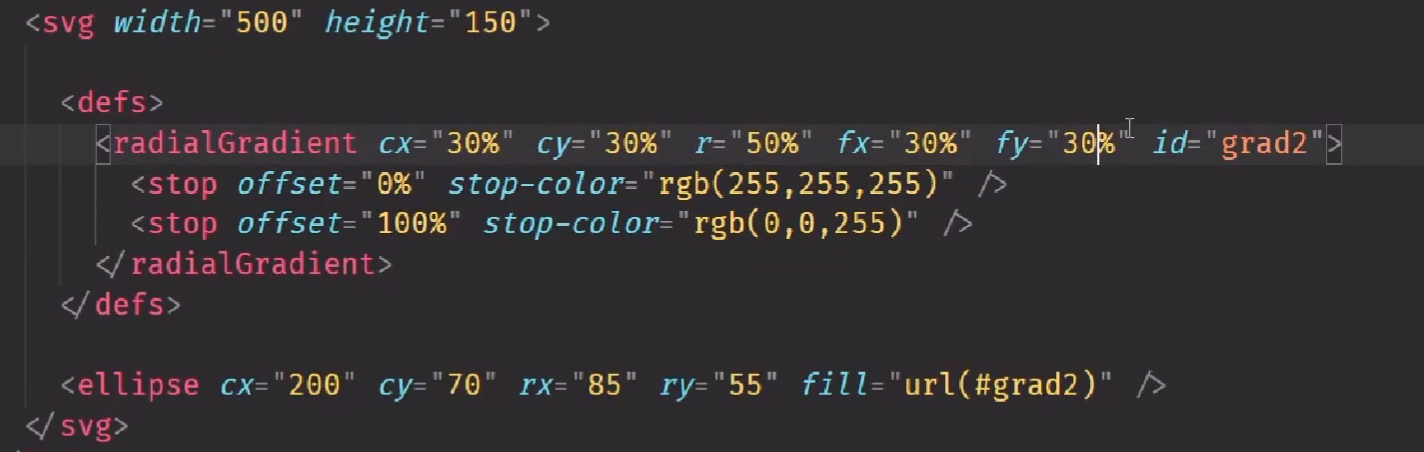 <svg width="500" height="150">
<defs>
<radialGradient cx="30%" cy="30%" r="50%" fx="30%" fy="30%" id="grad2">
<stop offset="0%" stop-color="rgb(255,255,255)" />
<stop offset="100%" stop-color="rgb(0,0,255)" />
</radialGradient>
</defs>
<ellipse cx="200" cy="70" rx="85" ry="55" fill="url(#grad2)" />
</svg>